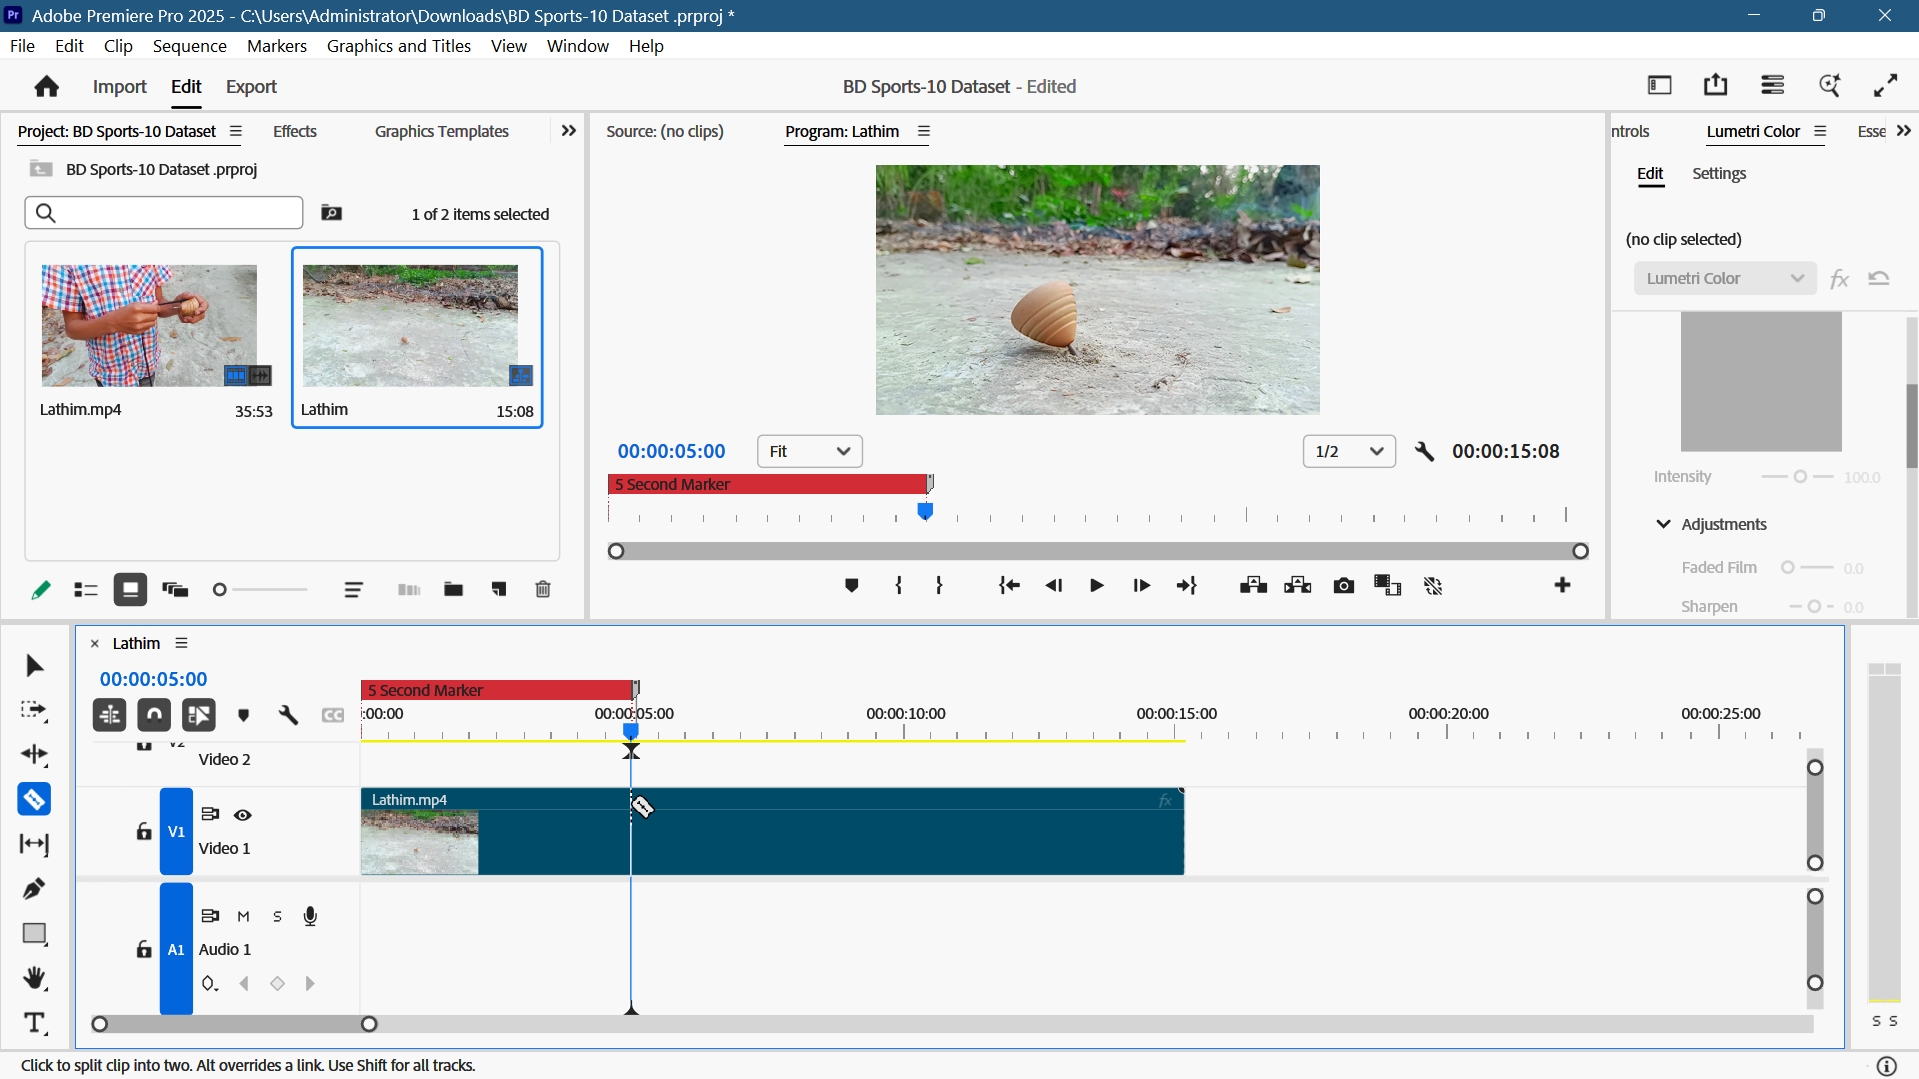 Pr Adobe Premiere Pro 2025 - C:\Users\Administrator\Downloads\BD Sports-10 Dataset .prproj *
File Edit Clip Sequence Markers Graphics and Titles View Window Help
Import Edit Export BD Sports-10 Dataset - Edited
Project: BD Sports-10 Dataset Effects Graphics Templates
Source: (no clips) Program: Lathim
ntrols Lumetri Color Esse
BD Sports-10 Dataset .prproj
1 of 2 items selected
Edit Settings
(no clip selected)
Lumetri Color fx
Lathim.mp4 35:53 Lathim 15:08
00:00:05:00 Fit 1/2 00:00:15:08
5 Second Marker
Intensity 100.0
Adjustments
Faded Film 0.0
Sharpen 0.0
Lathim
00:00:05:00
5 Second Marker
:00:00 00:00:05:00 00:00:10:00 00:00:15:00 00:00:20:00 00:00:25:00
V2 Video 2
Lathim.mp4 fx
V1 Video 1
M S
A1 Audio 1
T
S S
Click to split clip into two. Alt overrides a link. Use Shift for all tracks.